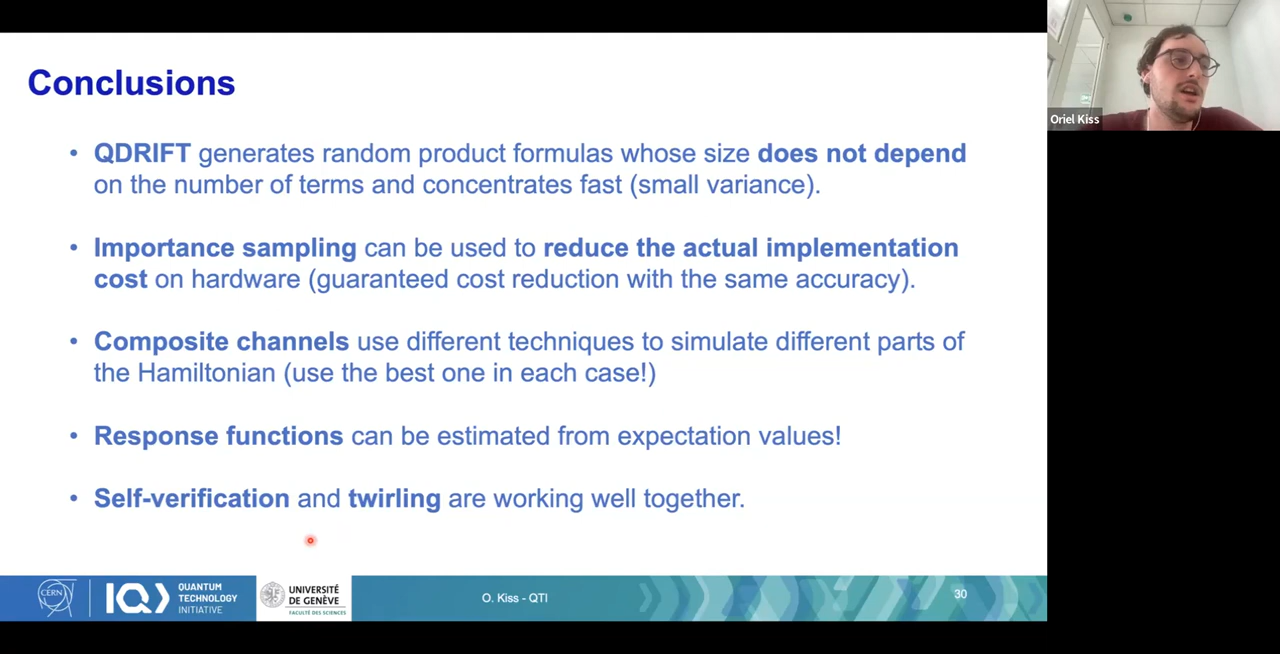 Conclusions
• QDRIFT generates random product formulas whose size does not depend
on the number of terms and concentrates fast (small variance).
• Importance sampling can be used to reduce the actual implementation
cost on hardware (guaranteed cost reduction with the same accuracy).
• Composite channels use different techniques to simulate different parts of
the Hamiltonian (use the best one in each case!)
• Response functions can be estimated from expectation values!
• Self-verification and twirling are working well together.
Oriel Kiss
CERN
QUANTUM
TECHNOLOGY
INITIATIVE
UNIVERSITÉ
DE GENÈVE
FACULTÉ DES SCIENCES
O. Kiss - QTI
30